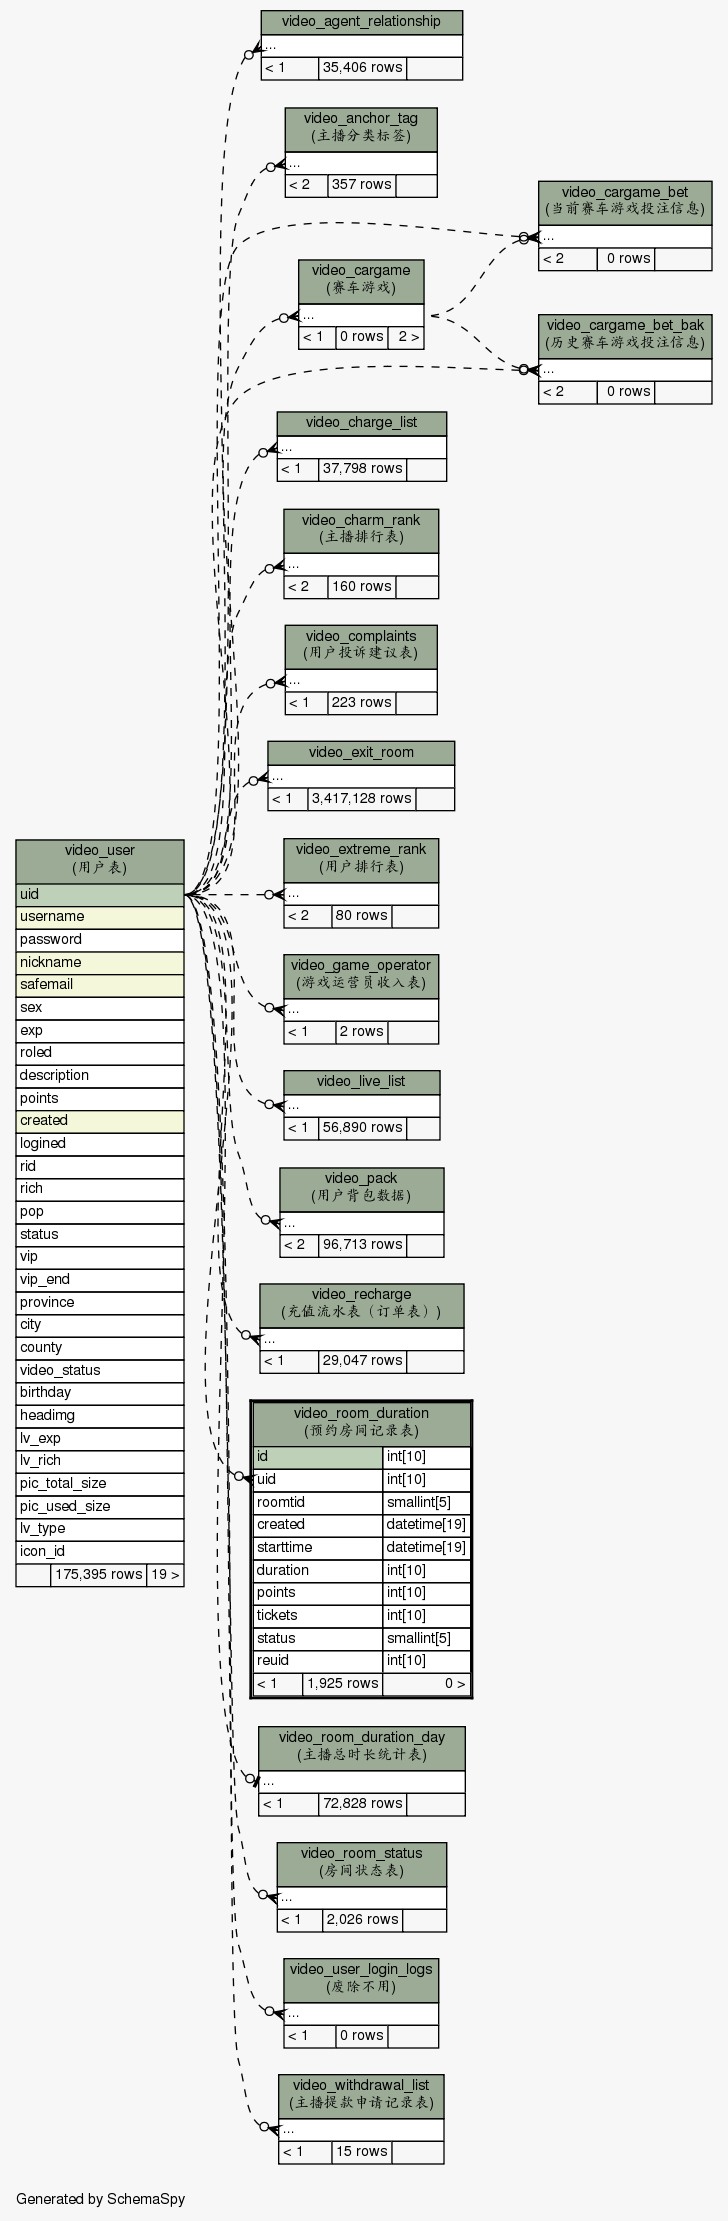 video_agent_relationship
...
< 1 35,406 rows
video_anchor_tag
(主播分类标签)
...
< 2 357 rows
video_cargame_bet
(当前赛车游戏投注信息)
...
< 2 0 rows
video_cargame
(赛车游戏)
...
< 1 0 rows 2 >
video_cargame_bet_bak
(历史赛车游戏投注信息)
...
< 2 0 rows
video_charge_list
...
< 1 37,798 rows
video_charm_rank
(主播排行表)
...
< 2 160 rows
video_complaints
(用户投诉建议表)
...
< 1 223 rows
video_exit_room
...
< 1 3,417,128 rows
video_user
(用户表)
uid
username
password
nickname
safemail
sex
exp
roled
description
points
created
logined
rid
rich
pop
status
vip
vip_end
province
city
county
video_status
birthday
headimg
lv_exp
lv_rich
pic_total_size
pic_used_size
lv_type
icon_id
175,395 rows 19 >
video_extreme_rank
(用户排行表)
...
< 2 80 rows
video_game_operator
(游戏运营员收入表)
...
< 1 2 rows
video_live_list
...
< 1 56,890 rows
video_pack
(用户背包数据)
...
< 2 96,713 rows
video_recharge
(充值流水表（订单表）)
...
< 1 29,047 rows
video_room_duration
(预约房间记录表)
id int[10]
uid int[10]
roomtid smallint[5]
created datetime[19]
starttime datetime[19]
duration int[10]
points int[10]
tickets int[10]
status smallint[5]
reuid int[10]
< 1 1,925 rows 0 >
video_room_duration_day
(主播总时长统计表)
...
< 1 72,828 rows
video_room_status
(房间状态表)
...
< 1 2,026 rows
video_user_login_logs
(废除不用)
...
< 1 0 rows
video_withdrawal_list
(主播提款申请记录表)
...
< 1 15 rows
Generated by SchemaSpy